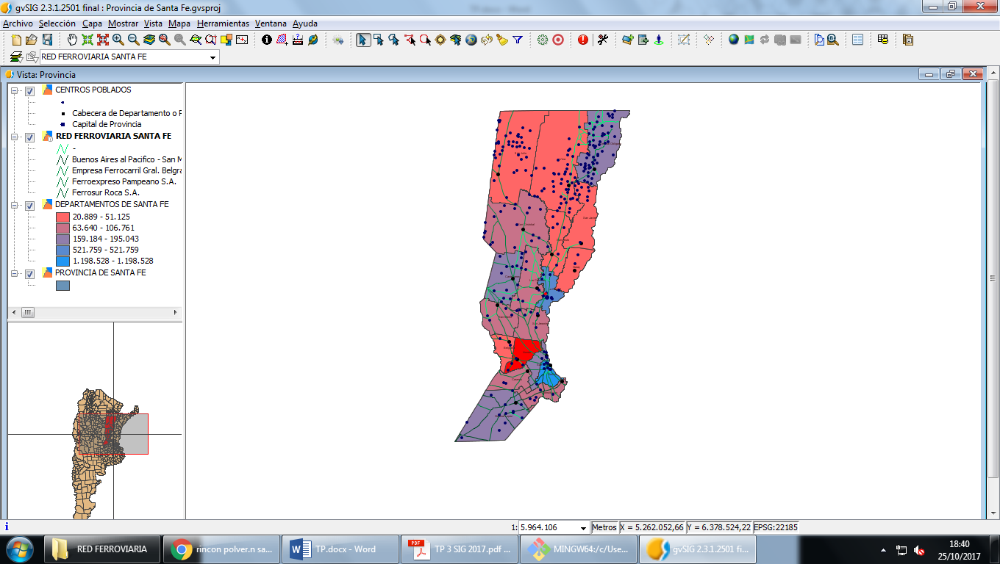 gvSIG 2.3.1.2501 final : Provincia de Santa Fe.gvsproj
Archivo Selección Capa Mostrar Vista Mapa Herramientas Ventana Ayuda
RED FERROVIARIA SANTA FE
Vista: Provincia
CENTROS POBLADOS
Cabecera de Departamento o P
Capital de Provincia
RED FERROVIARIA SANTA FE
-
Buenos Aires al Pacifico - San M
Empresa Ferrocarril Gral. Belgra
Ferroexpreso Pampeano S.A.
Ferrosur Roca S.A.
DEPARTAMENTOS DE SANTA FE
20.889 - 51.125
63.640 - 106.761
159.184 - 195.043
521.759 - 521.759
1.198.528 - 1.198.528
PROVINCIA DE SANTA FE
1: 5.964.106 Metros X = 5.262.052,66 Y = 6.378.524,22 EPSG:22185
RED FERROVIARIA
rincon polver.n sa...
TP.docx - Word
TP 3 SIG 2017.pdf ...
MINGW64:/c/Use...
gvSIG 2.3.1.2501 fi...
18:40
25/10/2017